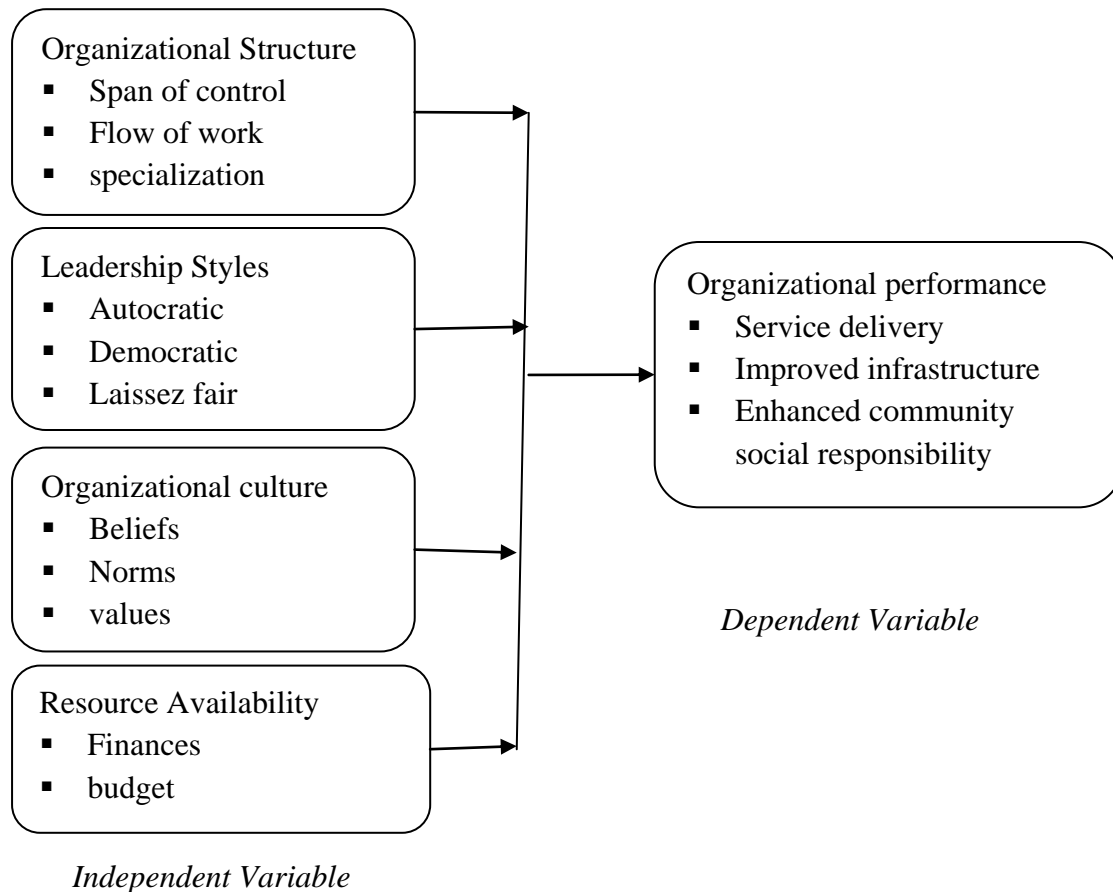 Organizational Structure
▪ Span of control
▪ Flow of work
▪ specialization
Leadership Styles
▪ Autocratic
▪ Democratic
▪ Laissez fair
Organizational culture
▪ Beliefs
▪ Norms
▪ values
Resource Availability
▪ Finances
▪ budget
Independent Variable
Organizational performance
▪ Service delivery
▪ Improved infrastructure
▪ Enhanced community
social responsibility
Dependent Variable